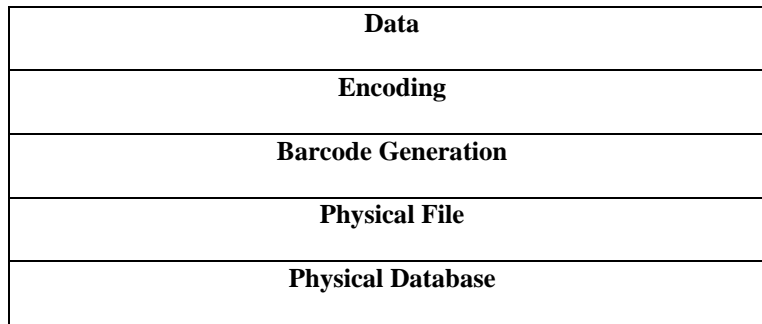 Data
Encoding
Barcode Generation
Physical File
Physical Database